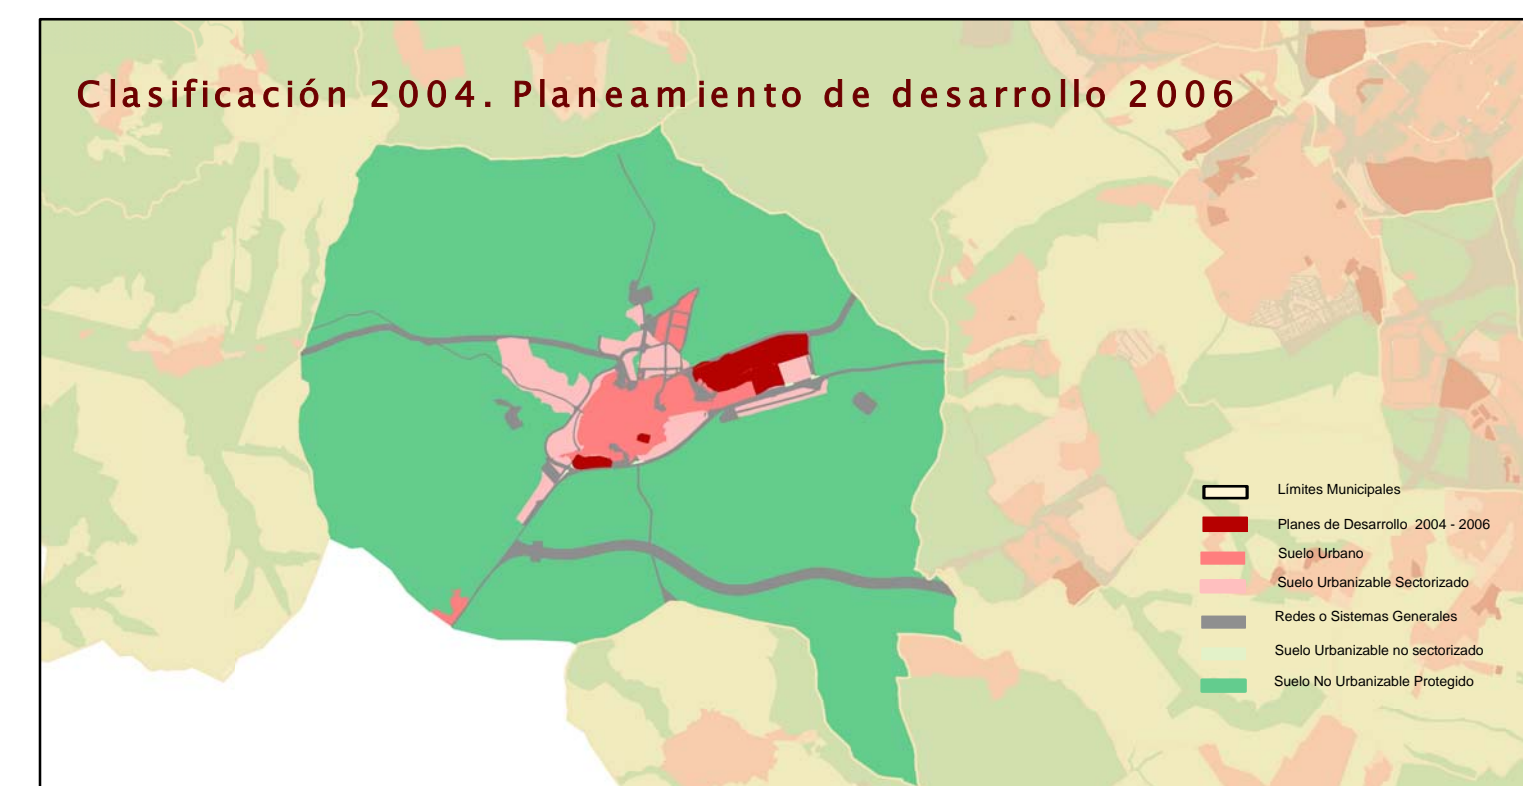 Clasificación 2004. Planeamiento de desarrollo 2006
Límites Municipales
Planes de Desarrollo 2004 - 2006
Suelo Urbano
Suelo Urbanizable Sectorizado
Redes o Sistemas Generales
Suelo Urbanizable no sectorizado
Suelo No Urbanizable Protegido